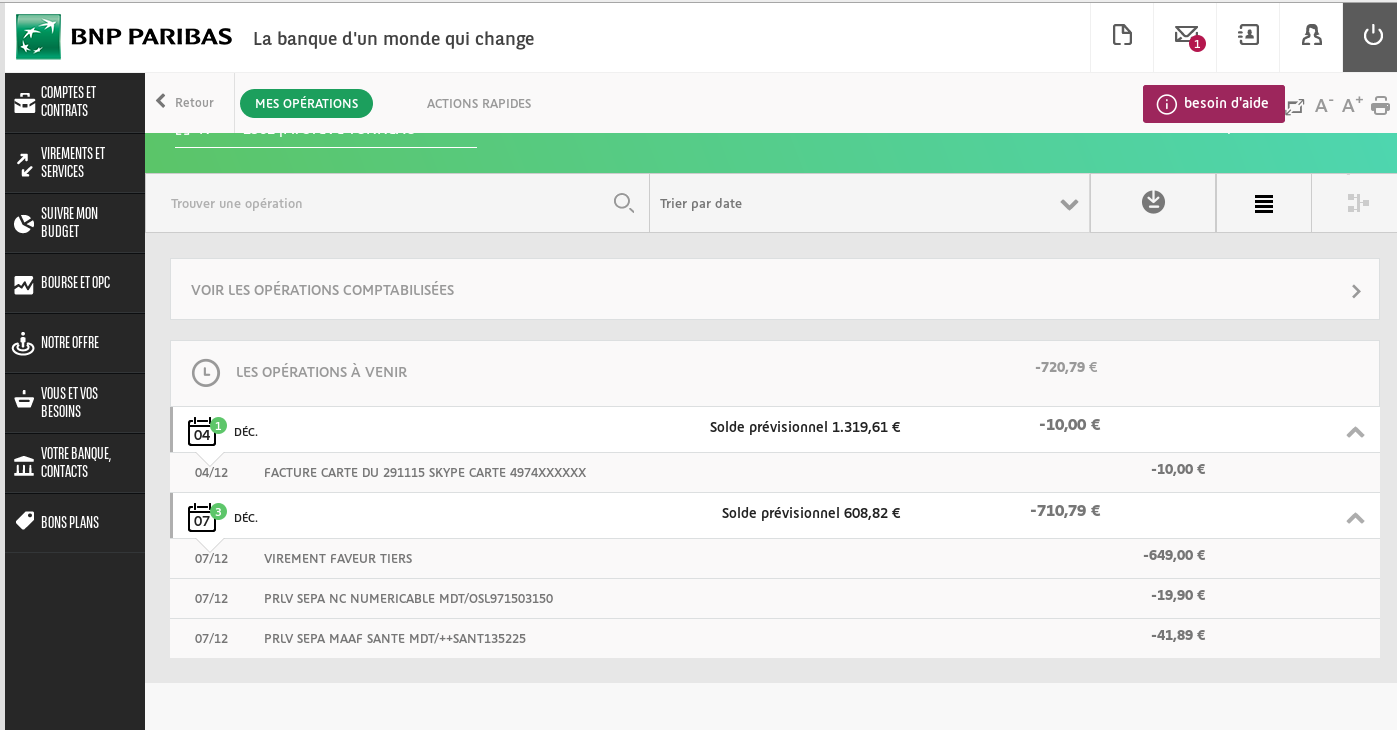 BNP PARIBAS La banque d'un monde qui change
1
COMPTES ET
CONTRATS
VIREMENTS ET
SERVICES
SUIVRE MON
BUDGET
BOURSE ET OPC
NOTRE OFFRE
VOUS ET VOS
BESOINS
VOTRE BANQUE,
CONTACTS
BONS PLANS
Retour MES OPÉRATIONS ACTIONS RAPIDES besoin d'aide A- A+
Trouver une opération Trier par date
VOIR LES OPÉRATIONS COMPTABILISÉES
LES OPÉRATIONS À VENIR -720,79 €
04 1 DÉC. Solde prévisionnel 1.319,61 € -10,00 €
04/12 FACTURE CARTE DU 291115 SKYPE CARTE 4974XXXXXX -10,00 €
07 3 DÉC. Solde prévisionnel 608,82 € -710,79 €
07/12 VIREMENT FAVEUR TIERS -649,00 €
07/12 PRLV SEPA NC NUMERICABLE MDT/OSL971503150 -19,90 €
07/12 PRLV SEPA MAAF SANTE MDT/++SANT135225 -41,89 €